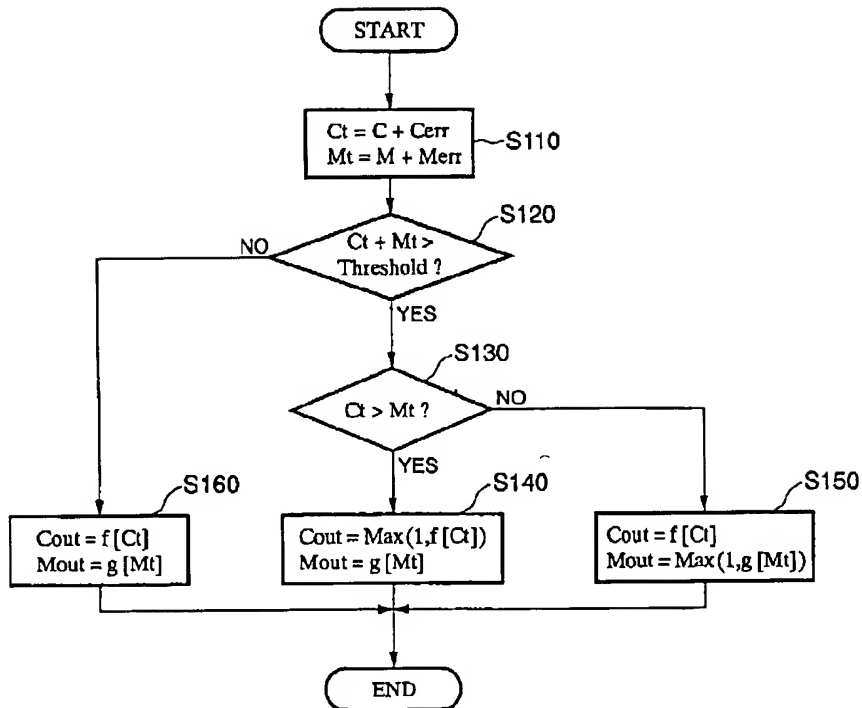 START
Ct = C + Cerr
Mt = M + Merr
S110
S120
NO
Ct + Mt >
Threshold ?
YES
S130
Ct > Mt ?
NO
YES
S160
S140
S150
Cout = f [Ct]
Mout = g [Mt]
Cout = Max(1,f [Ct])
Mout = g [Mt]
Cout = f [Ct]
Mout = Max(1,g [Mt])
END